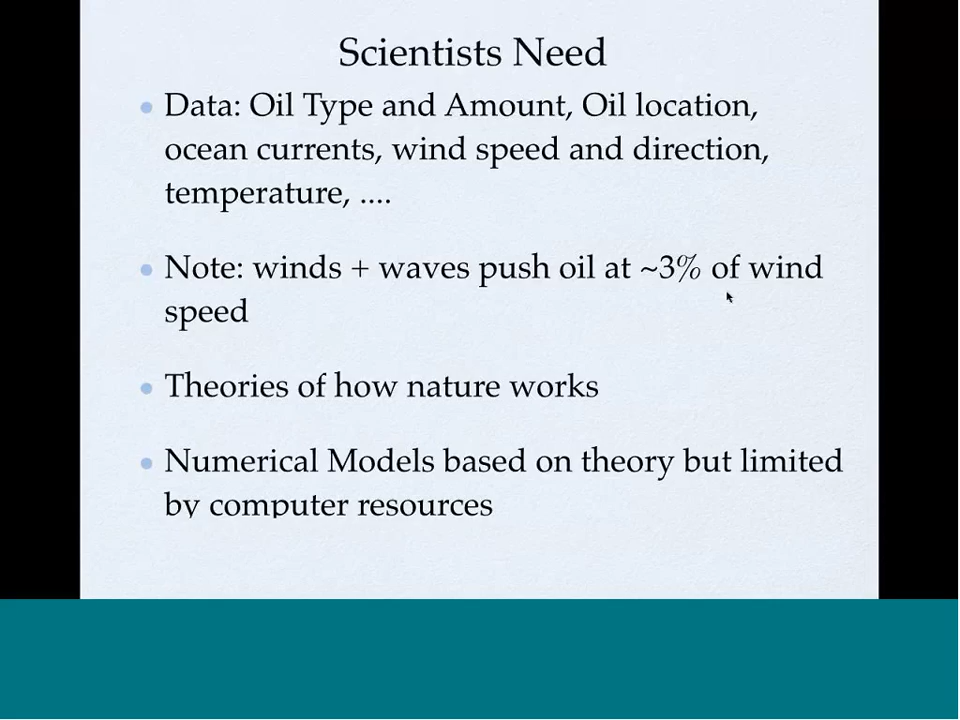 Scientists Need
Data: Oil Type and Amount, Oil location,
ocean currents, wind speed and direction,
temperature, ....
Note: winds + waves push oil at ~3% of wind
speed
Theories of how nature works
Numerical Models based on theory but limited
by computer resources